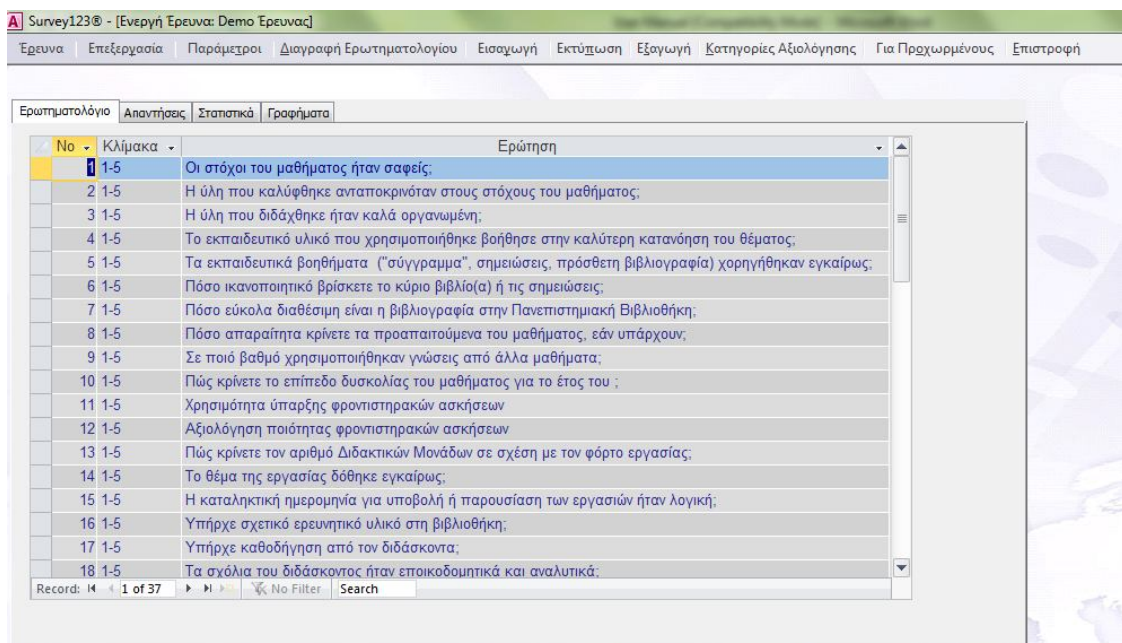 A Survey123® - [Ενεργή Έρευνα: Demo Έρευνας]
Έρευνα Επεξεργασία Παράμετροι Διαγραφή Ερωτηματολογίου Εισαγωγή Εκτύπωση Εξαγωγή Κατηγορίες Αξιολόγησης Για Προχωρμένους Επιστροφή
Ερωτηματολόγιο Απαντήσεις Στατιστικά Γραφήματα
No Κλίμακα Ερώτηση
1 1-5 Οι στόχοι του μαθήματος ήταν σαφείς;
2 1-5 Η ύλη που καλύφθηκε ανταποκρινόταν στους στόχους του μαθήματος;
3 1-5 Η ύλη που διδάχθηκε ήταν καλά οργανωμένη;
4 1-5 Το εκπαιδευτικό υλικό που χρησιμοποιήθηκε βοήθησε στην καλύτερη κατανόηση του θέματος;
5 1-5 Τα εκπαιδευτικά βοηθήματα ("σύγγραμμα", σημειώσεις, πρόσθετη βιβλιογραφία) χορηγήθηκαν εγκαίρως;
6 1-5 Πόσο ικανοποιητικό βρίσκετε το κύριο βιβλίο(α) ή τις σημειώσεις;
7 1-5 Πόσο εύκολα διαθέσιμη είναι η βιβλιογραφία στην Πανεπιστημιακή Βιβλιοθήκη;
8 1-5 Πόσο απαραίτητα κρίνετε τα προαπαιτούμενα του μαθήματος, εάν υπάρχουν;
9 1-5 Σε ποιό βαθμό χρησιμοποιήθηκαν γνώσεις από άλλα μαθήματα;
10 1-5 Πώς κρίνετε το επίπεδο δυσκολίας του μαθήματος για το έτος του ;
11 1-5 Χρησιμότητα ύπαρξης φροντιστηρακών ασκήσεων
12 1-5 Αξιολόγηση ποιότητας φροντιστηρακών ασκήσεων
13 1-5 Πώς κρίνετε τον αριθμό Διδακτικών Μονάδων σε σχέση με τον φόρτο εργασίας;
14 1-5 Το θέμα της εργασίας δόθηκε εγκαίρως;
15 1-5 Η καταληκτική ημερομηνία για υποβολή ή παρουσίαση των εργασιών ήταν λογική;
16 1-5 Υπήρχε σχετικό ερευνητικό υλικό στη βιβλιοθήκη;
17 1-5 Υπήρχε καθοδήγηση από τον διδάσκοντα;
18 1-5 Τα σχόλια του διδάσκοντος ήταν εποικοδομητικά και αναλυτικά;
Record: 1 of 37 No Filter Search